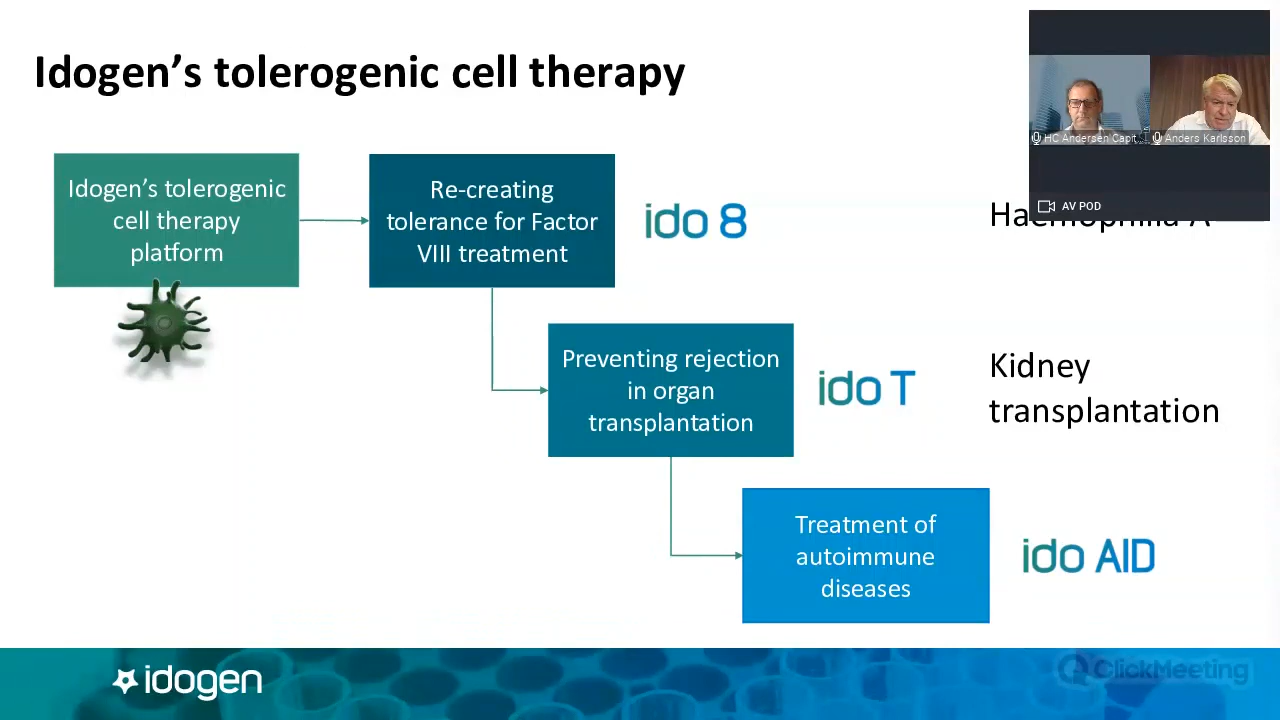 Idogen’s tolerogenic cell therapy
HC Andersen Capit
Anders Karlsson
AV POD
Idogen’s tolerogenic
cell therapy
platform
Re-creating
tolerance for Factor
VIII treatment
ido 8
Haemophilia A
Preventing rejection
in organ
transplantation
ido T
Kidney
transplantation
Treatment of
autoimmune
diseases
ido AID
idogen
ClickMeeting